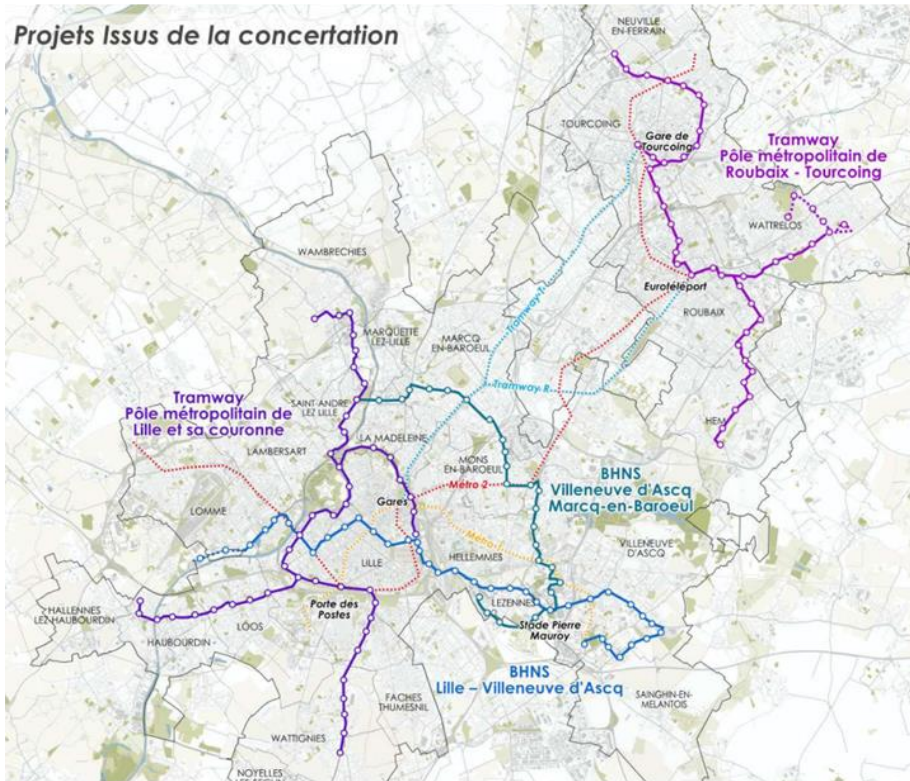 Projets Issus de la concertation
NEUVILLE
EN-FERRAIN
TOURCOING
Gare de
Tourcoing
Tramway
Pôle métropolitain de
Roubaix - Tourcoing
WATTRELOS
WAMBRECHIES
Eurotéléport
Tramway T
ROUBAIX
MARQUETTE
LEZ-LILLE
MARCQ
EN-BAROEUL
Tramway R
Tramway
Pôle métropolitain de
Lille et sa couronne
SAINT-ANDRE
LEZ LILLE
HEM
LA MADELEINE
LAMBERSART
MONS
EN-BAROEUL
BHNS
Villeneuve d'Ascq
Marcq-en-Baroeul
Métro 2
Gares
LOMME
Métro 1
VILLENEUVE
D'ASCQ
LILLE
HELLEMMES
HALLENNES
LEZ-HAUBOURDIN
Porte des
Postes
LEZENNES
Stade Pierre
Mauroy
HAUBOURDIN
LOOS
BHNS
Lille – Villeneuve d'Ascq
FACHES
THUMESNIL
SAINGHIN-EN-
MELANTOIS
WATTIGNIES
NOYELLES